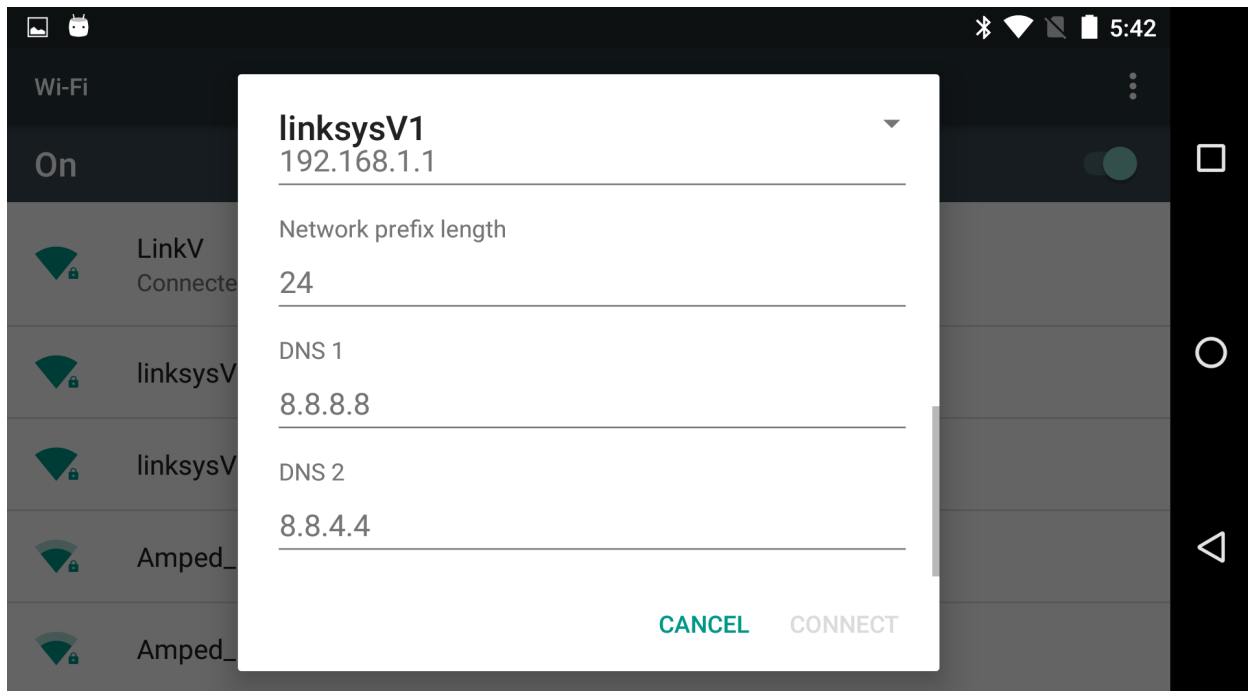 5:42
Wi-Fi
On
LinkV
Connecte
linksysV
linksysV
Amped_
Amped_
linksysV1
192.168.1.1
Network prefix length
24
DNS 1
8.8.8.8
DNS 2
8.8.4.4
CANCEL CONNECT